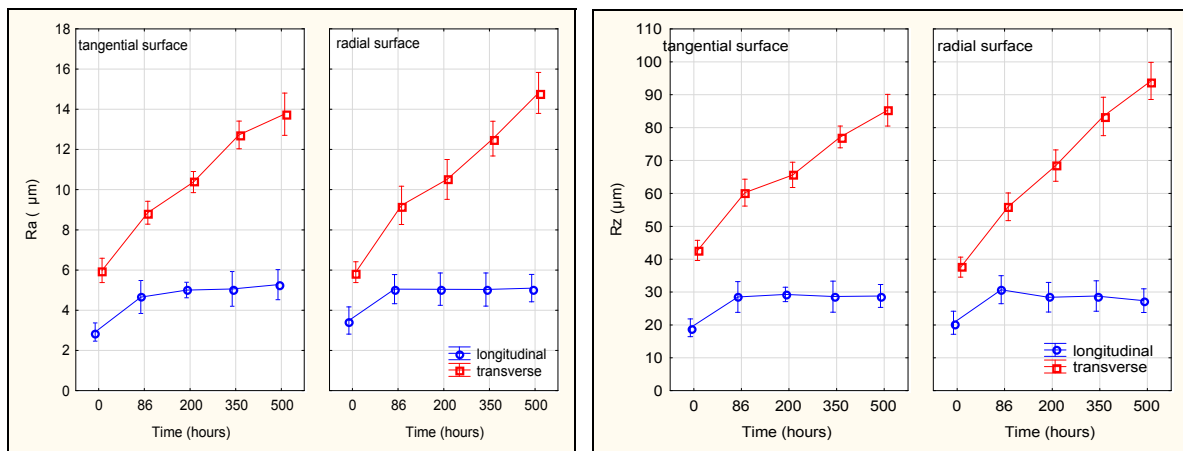 18
16
14
12
10
8
6
4
2
0
Ra ( μm)
tangential surface
radial surface
longitudinal
transverse
0 86 200 350 500
0 86 200 350 500
Time (hours)
Time (hours)
110
100
90
80
70
60
50
40
30
20
10
0
Rz (μm)
tangential surface
radial surface
longitudinal
transverse
0 86 200 350 500
0 86 200 350 500
Time (hours)
Time (hours)